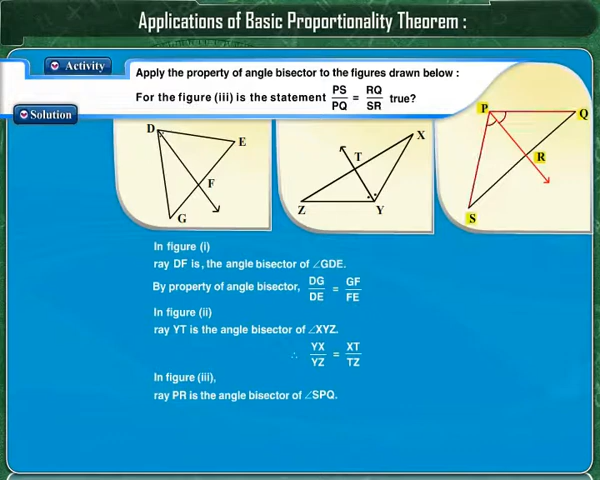 Applications of Basic Proportionality Theorem :
Activity
Apply the property of angle bisector to the figures drawn below :
For the figure (iii) is the statement PS/PQ = RQ/SR true?
Solution
D
E
F
G
X
T
Z
Y
P
Q
R
S
In figure (i)
ray DF is , the angle bisector of ∠GDE.
By property of angle bisector, DG/DE = GF/FE
In figure (ii)
ray YT is the angle bisector of ∠XYZ.
∴ YX/YZ = XT/TZ
In figure (iii),
ray PR is the angle bisector of ∠SPQ.